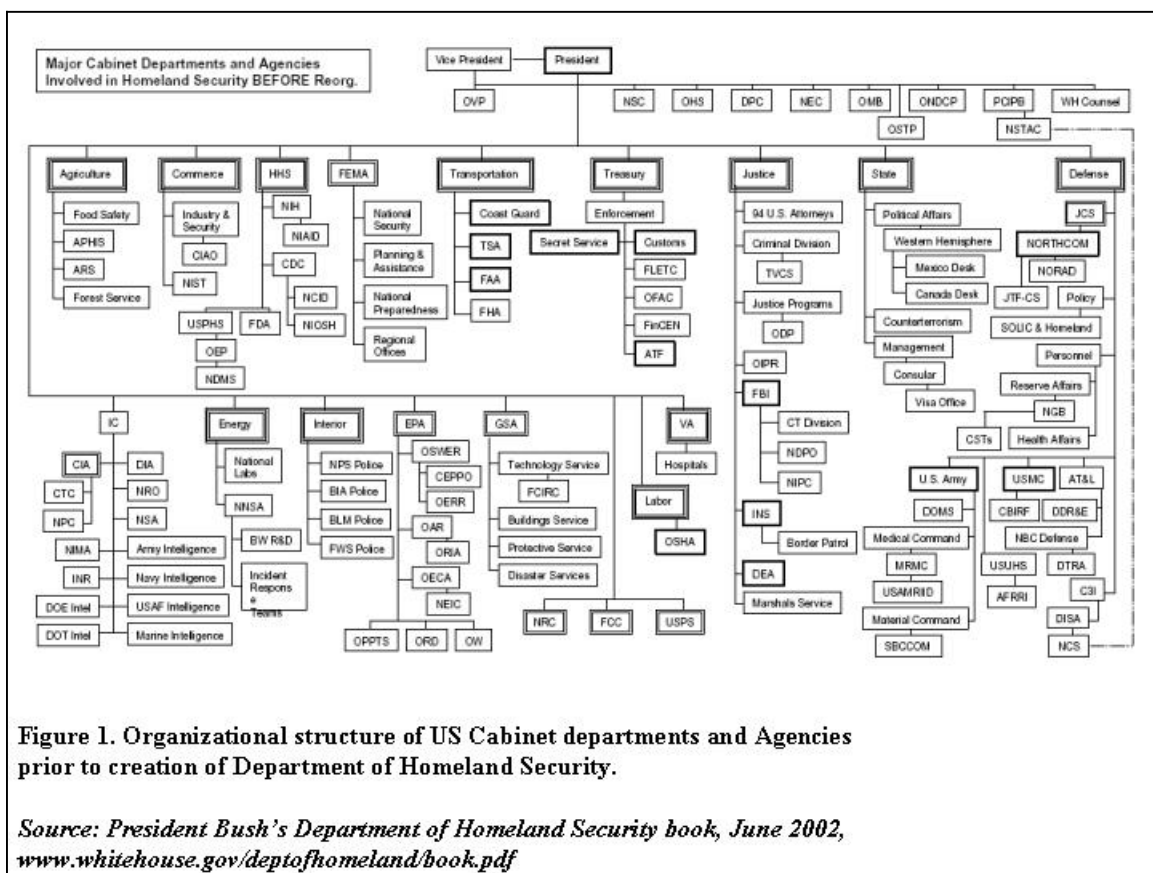 Major Cabinet Departments and Agencies
Involved in Homeland Security BEFORE Reorg.
Vice President
President
OVP
NSC
OHS
DPC
NEC
OMB
ONDCP
PCIPB
WH Counsel
OSTP
NSTAC
Agriculture
Commerce
HHS
FEMA
Transportation
Treasury
Justice
State
Defense
Food Safety
APHIS
ARS
Forest Service
Industry &
Security
CIAO
NIST
NIH
NIAID
CDC
NCID
NIOSH
USPHS
FDA
OEP
NDMS
National
Security
Planning &
Assistance
National
Preparedness
Regional
Offices
Coast Guard
TSA
FAA
FHA
Enforcement
Secret Service
Customs
FLETC
OFAC
FinCEN
ATF
94 U.S. Attorneys
Criminal Division
TVCS
Justice Programs
ODP
OIPR
FBI
CT Division
NDPO
NIPC
INS
Border Patrol
DEA
Marshals Service
Political Affairs
Western Hemisphere
Mexico Desk
Canada Desk
Counterterrorism
Management
Consular
Visa Office
JCS
NORTHCOM
NORAD
JTF-CS
Policy
SOLIC & Homeland
Personnel
Reserve Affairs
NGB
CSTs
Health Affairs
U.S. Army
USMC
AT&L
DOMS
CBIRF
DDR&E
Medical Command
NBC Defense
MRMC
USUHS
DTRA
USAMRIID
AFRRI
C3I
Material Command
DISA
SBCCOM
NCS
IC
Energy
Interior
EPA
GSA
VA
CIA
DIA
CTC
NRO
NPC
NSA
NIMA
Army Intelligence
INR
Navy Intelligence
DOE Intel
USAF Intelligence
DOT Intel
Marine Intelligence
National
Labs
NNSA
BW R&D
Incident
Respons
e
Teams
NPS Police
BIA Police
BLM Police
FWS Police
OSWER
CEPPO
OERR
OAR
ORIA
OECA
NEIC
OPPTS
ORD
OW
Technology Service
FCIRC
Buildings Service
Protective Service
Disaster Services
Hospitals
Labor
OSHA
NRC
FCC
USPS
Figure 1. Organizational structure of US Cabinet departments and Agencies
prior to creation of Department of Homeland Security.
Source: President Bush's Department of Homeland Security book, June 2002,
www.whitehouse.gov/deptofhomeland/book.pdf